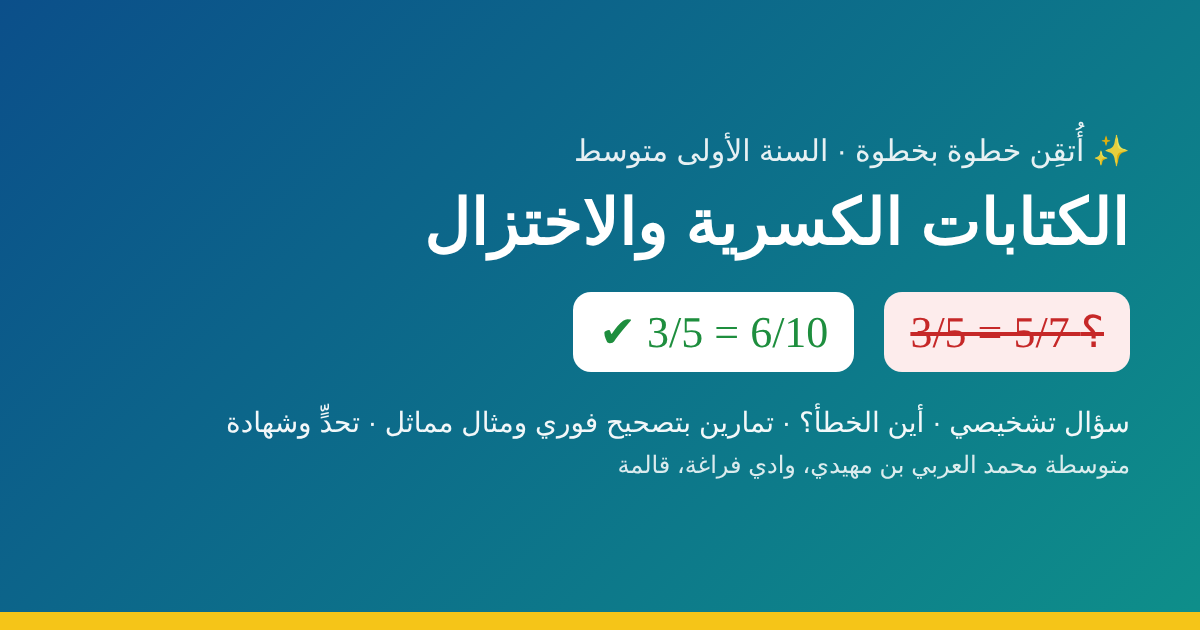 ✨ أُتقِن خطوة بخطوة · السنة الأولى متوسط
الكتابات الكسرية والاختزال
3/5 = 5/7 ؟
3/5 = 6/10 ✔
سؤال تشخيصي · أين الخطأ؟ · تمارين بتصحيح فوري ومثال مماثل · تحدٍّ وشهادة
متوسطة محمد العربي بن مهيدي، وادي فراغة، قالمة